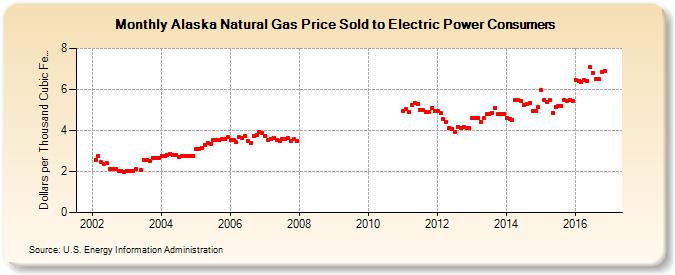 Monthly Alaska Natural Gas Price Sold to Electric Power Consumers
Dollars per Thousand Cubic Fe...
8
6
4
2
0
2002 2004 2006 2008 2010 2012 2014 2016
Source: U.S. Energy Information Administration